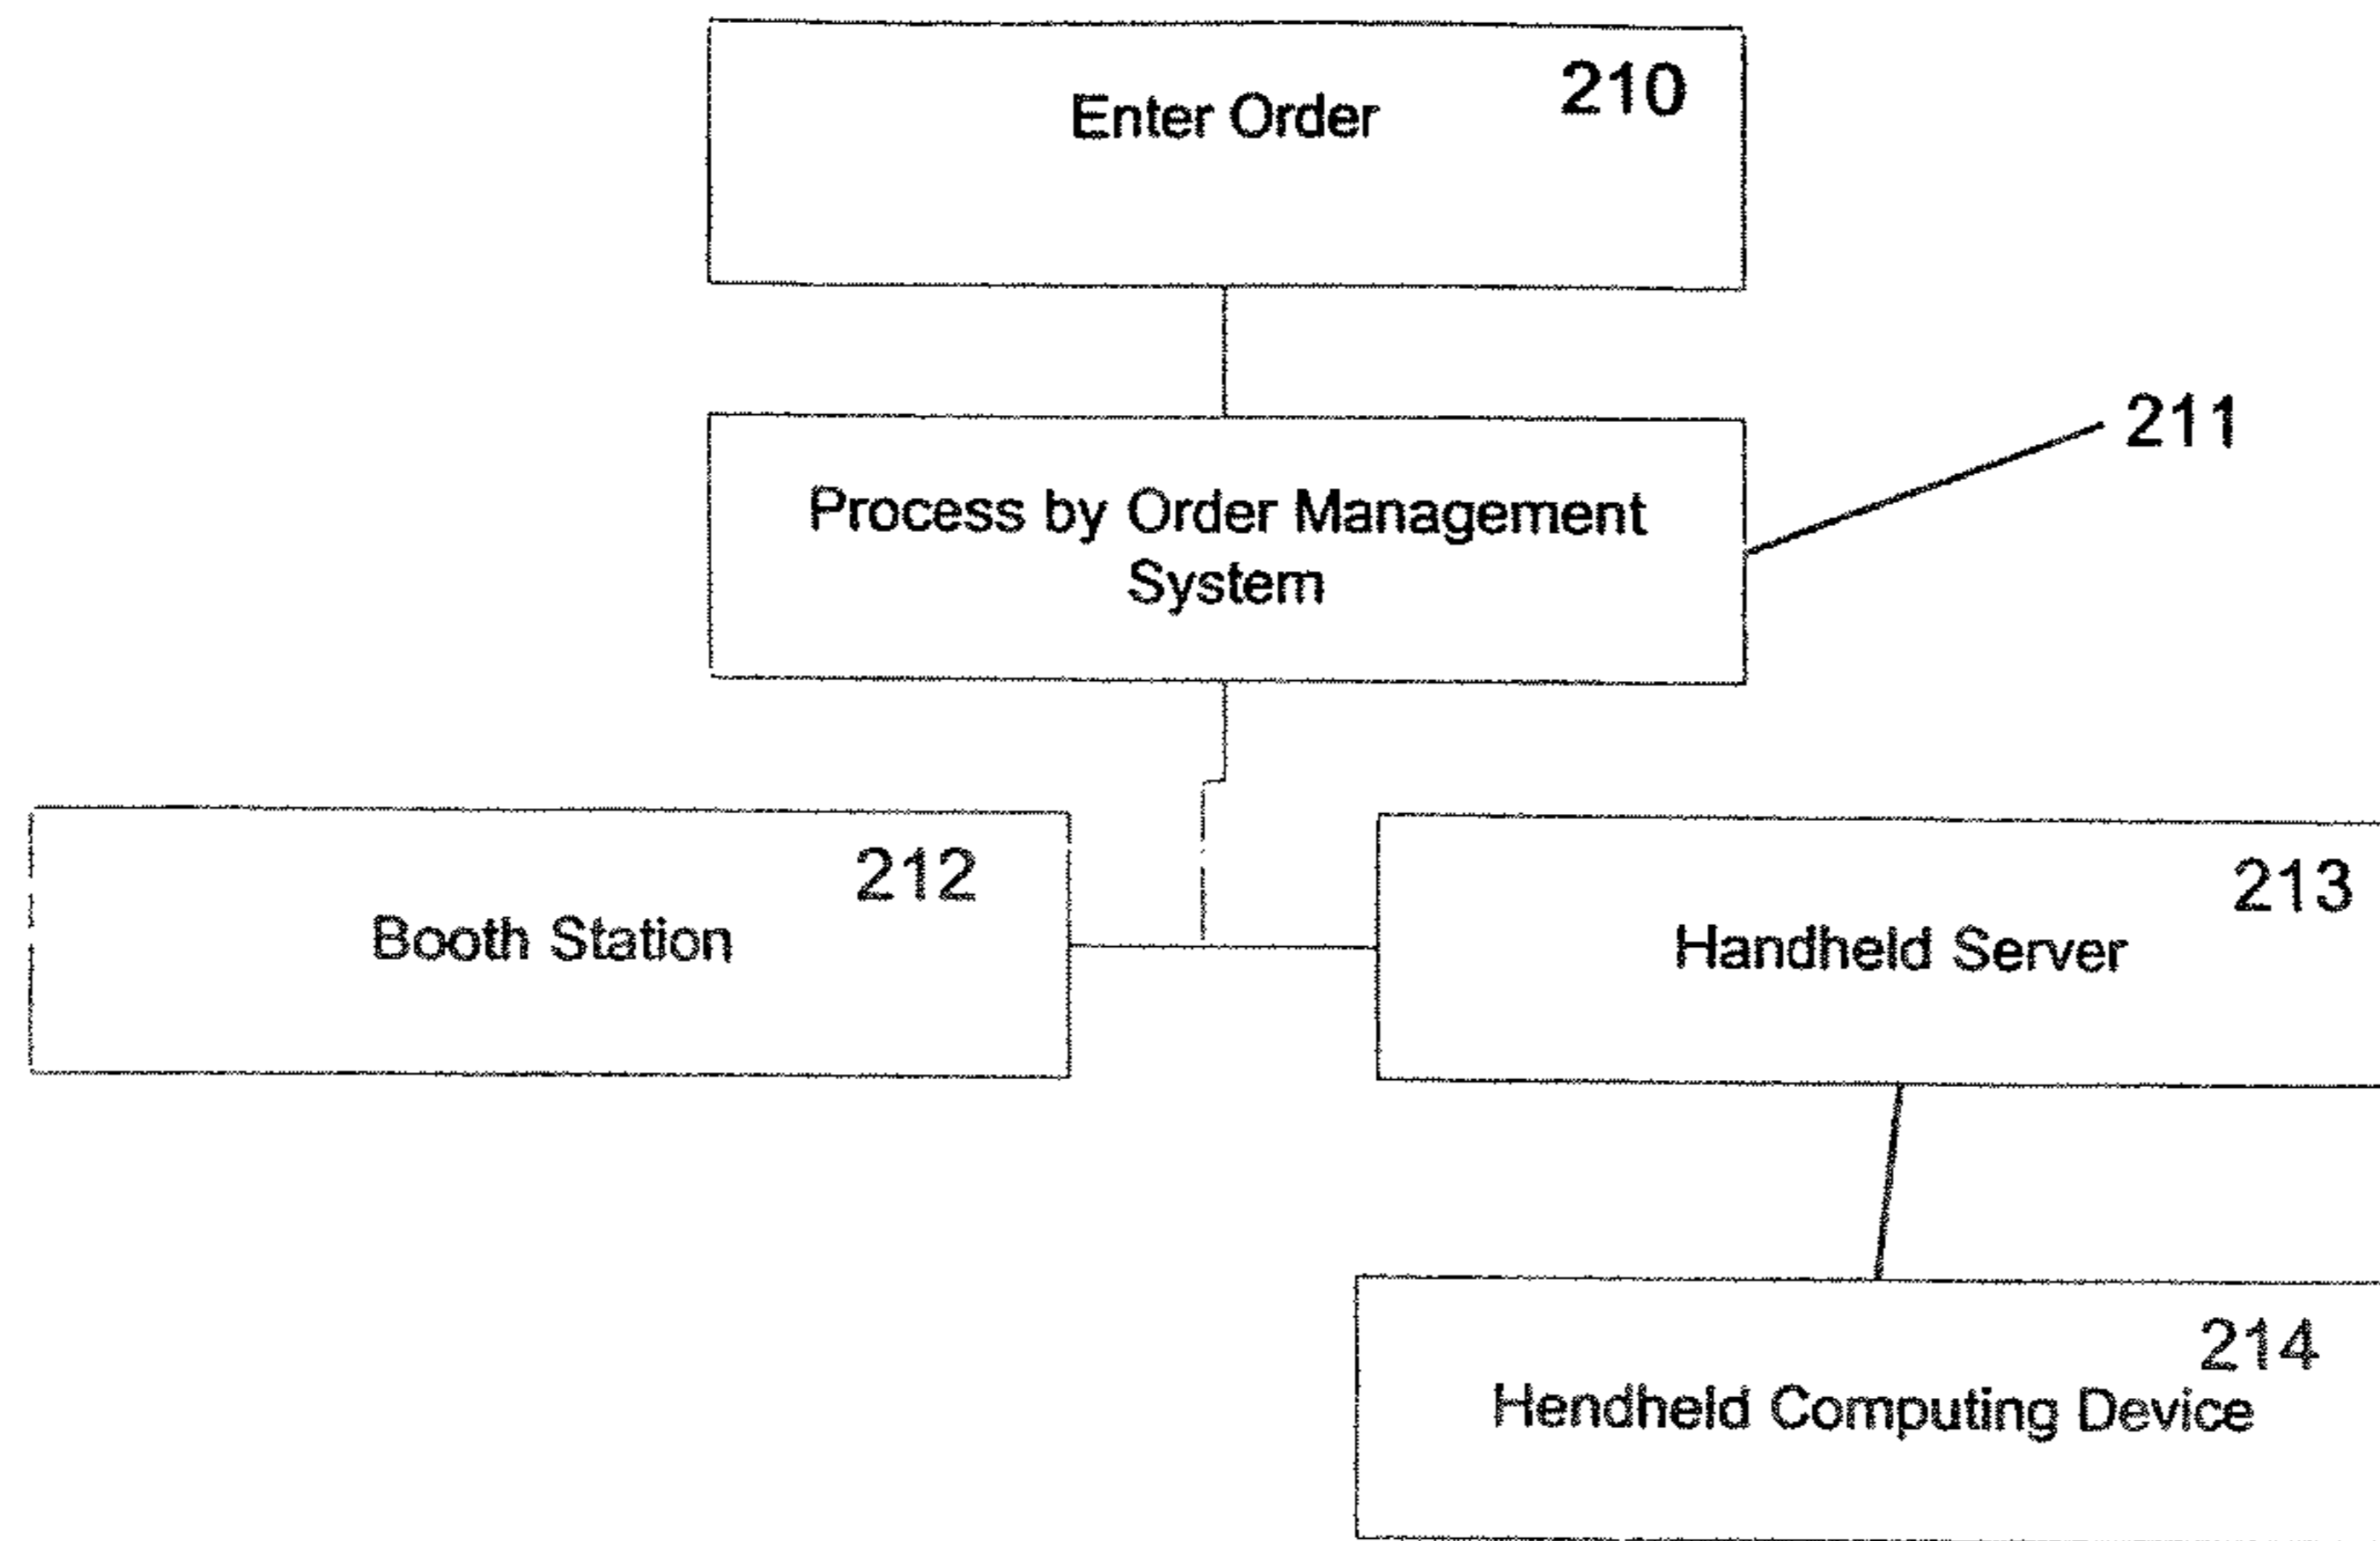 Enter Order 210
211
Process by Order Management
System
212
Booth Station
213
Handheld Server
214
Hendheld Computing Device